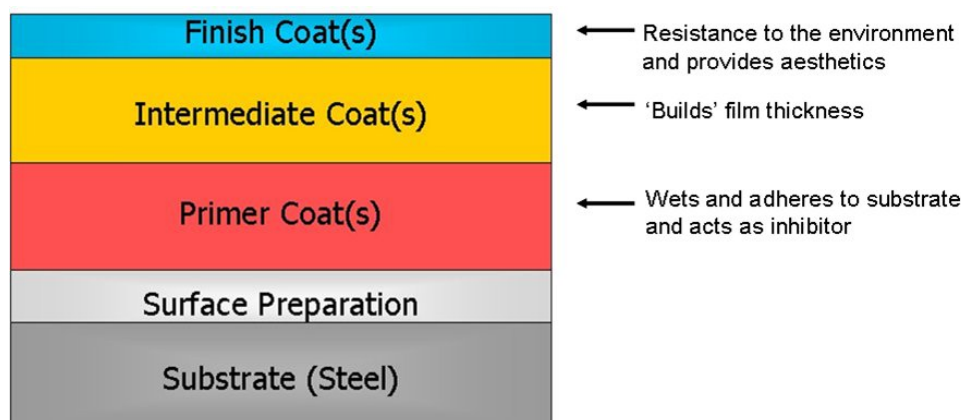 Finish Coat(s)
Resistance to the environment
and provides aesthetics
Intermediate Coat(s)
‘Builds’ film thickness
Primer Coat(s)
Wets and adheres to substrate
and acts as inhibitor
Surface Preparation
Substrate (Steel)